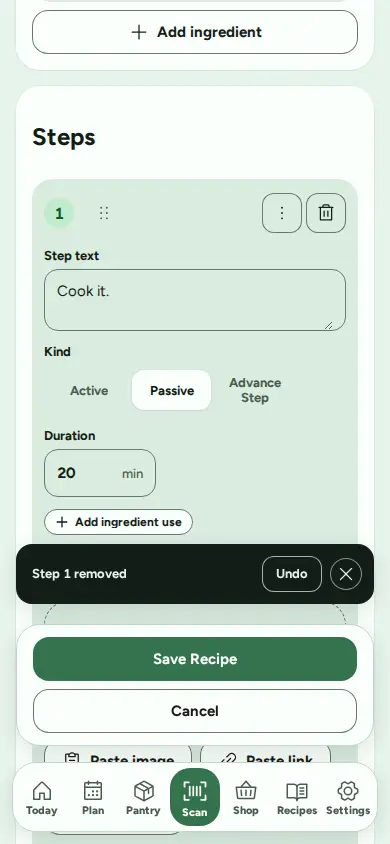 Add ingredient
Steps
1
Step text
Cook it.
Kind
Active
Passive
Advance
Step
Duration
20 min
Add ingredient use
Step 1 removed
Undo
Save Recipe
Cancel
Paste image
Paste link
Today
Plan
Pantry
Scan
Shop
Recipes
Settings